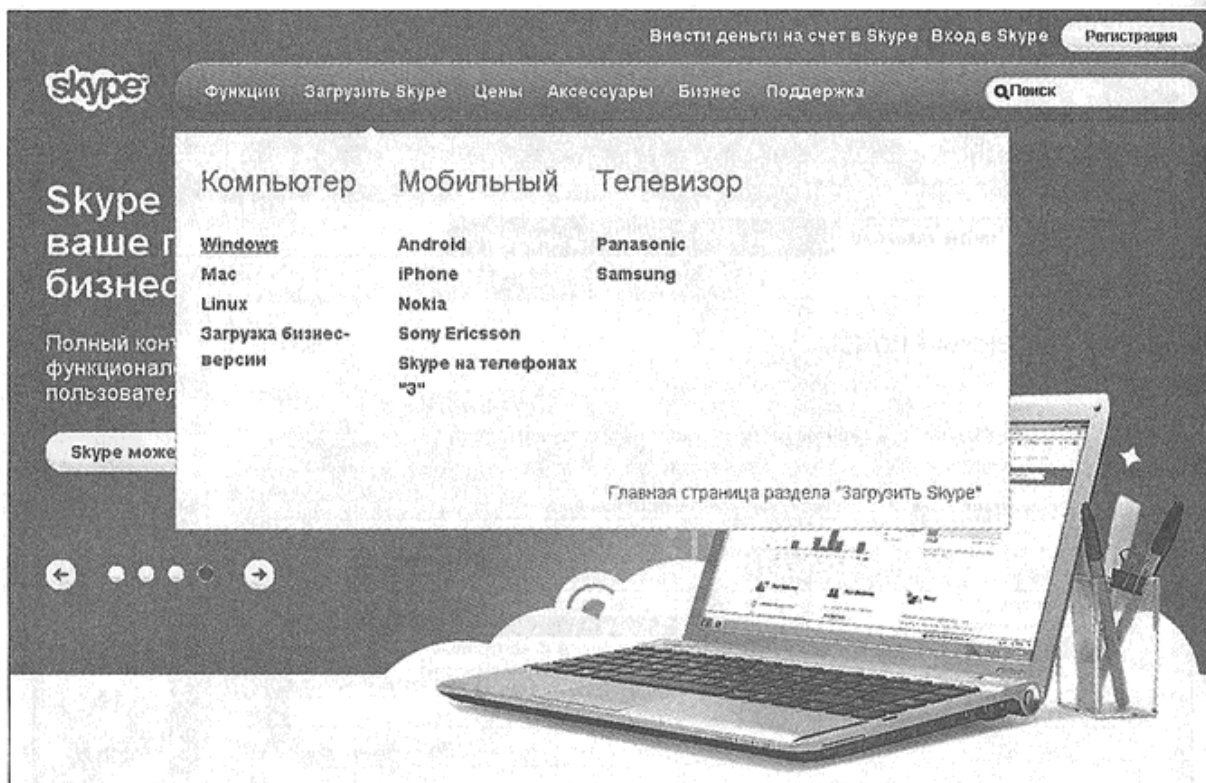 Внести деньги на счет в Skype Вход в Skype Регистрация
skype
Функции Загрузить Skype Цены Аксессуары Бизнес Поддержка Поиск
Компьютер Мобильный Телевизор
Windows Android Panasonic
Mac iPhone Samsung
Linux Nokia
Загрузка бизнес- Sony Ericsson
версии Skype на телефонах
"3"
Главная страница раздела "Загрузить Skype"
Skype
ваше г
бизнес
Полный кон
функционал
пользовател
Skype може